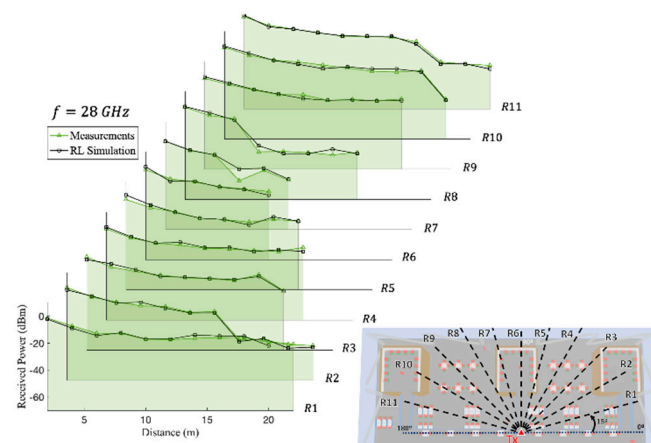 f = 28 GHz
Measurements
RL Simulation
R11
R10
R9
R8
R7
R6
R5
R4
R3
R2
R1
Received Power (dBm)
0
-20
-40
-60
5
10
15
20
Distance (m)
R11
R10
R9
R8
R7
R6
R5
R4
R3
R2
R1
180°
15°
0°
Tx